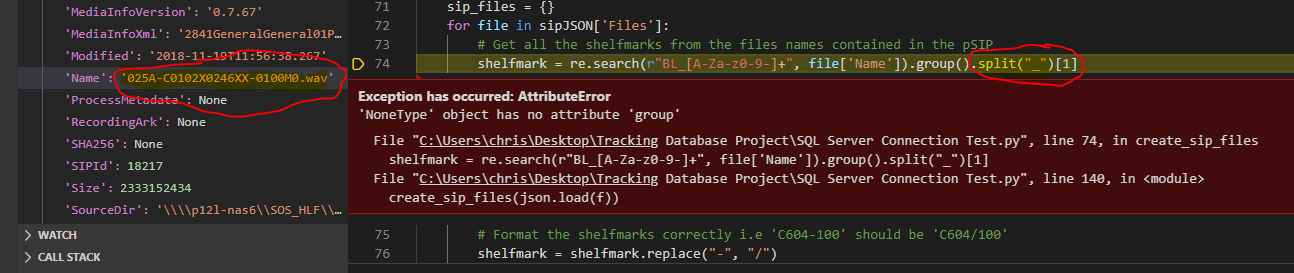 'MediaInfoVersion': '0.7.67'
'MediaInfoXml': '2841GeneralGeneral01P…
'Modified': '2018-11-19T11:56:38.267'
'Name': '025A-C0102X0246XX-0100M0.wav'
'ProcessMetadata': None
'RecordingArk': None
'SHA256': None
'SIPId': 18217
'Size': 2333152434
'SourceDir': '\\\\p12l-nas6\\SOS_HLF\\…
WATCH
CALL STACK
71 sip_files = {}
72 for file in sipJSON['Files']:
73 # Get all the shelfmarks from the files names contained in the pSIP
74 shelfmark = re.search(r"BL_[A-Za-z0-9-]+", file['Name']).group().split("_")[1]
Exception has occurred: AttributeError
'NoneType' object has no attribute 'group'
File "C:\Users\chris\Desktop\Tracking Database Project\SQL Server Connection Test.py", line 74, in create_sip_files
shelfmark = re.search(r"BL_[A-Za-z0-9-]+", file['Name']).group().split("_")[1]
File "C:\Users\chris\Desktop\Tracking Database Project\SQL Server Connection Test.py", line 140, in <module>
create_sip_files(json.load(f))
75 # Format the shelfmarks correctly i.e 'C604-100' should be 'C604/100'
76 shelfmark = shelfmark.replace("-", "/")